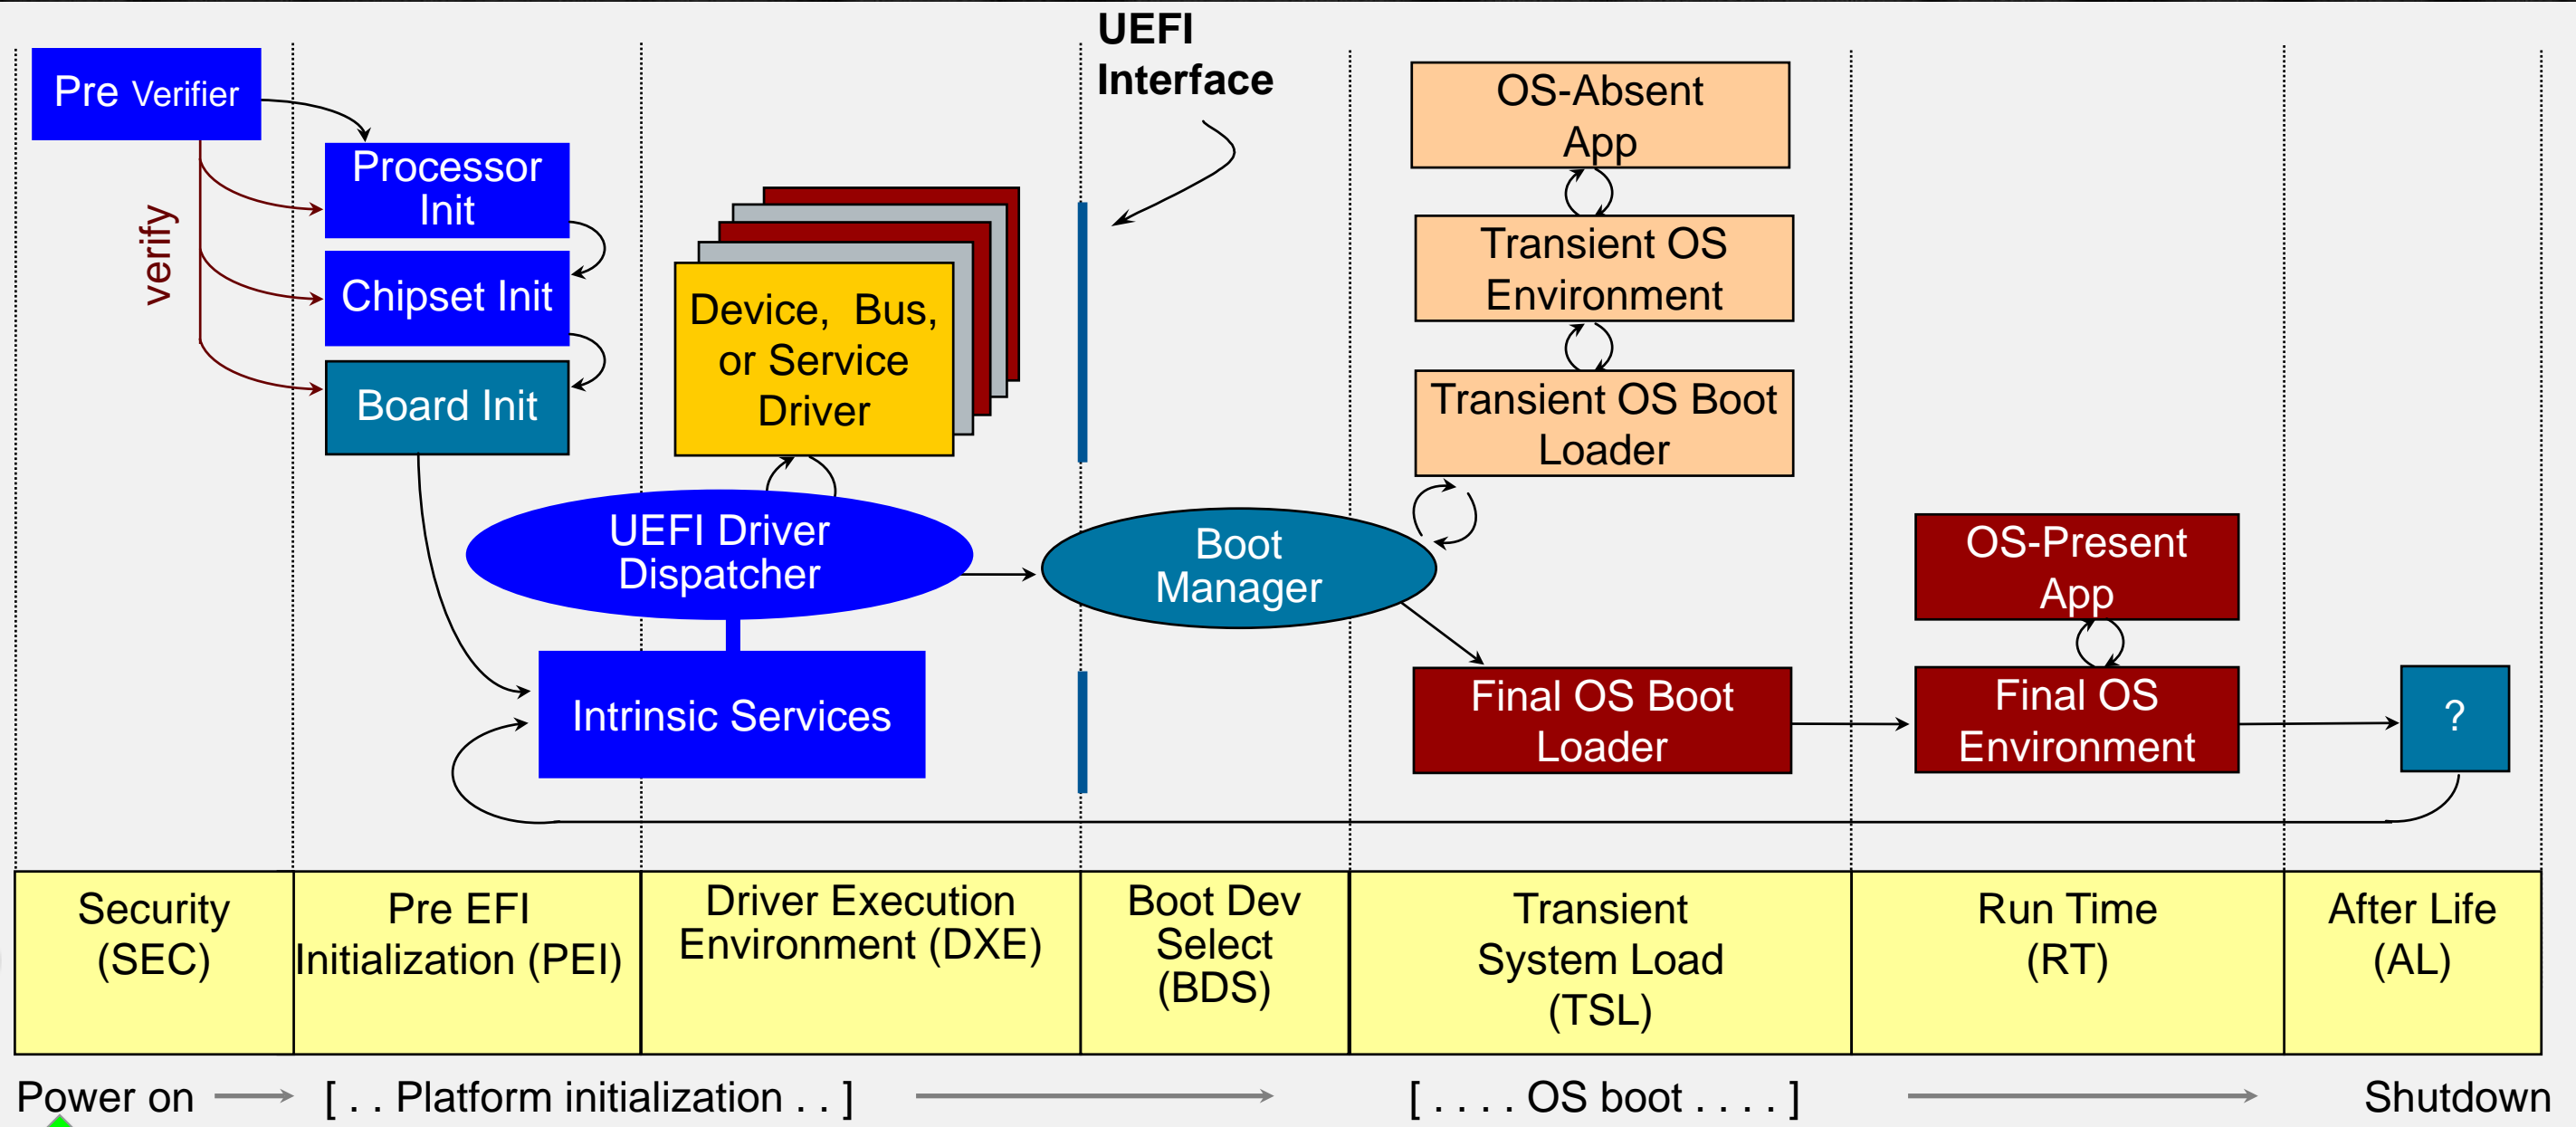 UEFI
Interface
Pre Verifier
verify
Processor
Init
Chipset Init
Board Init
Device, Bus,
or Service
Driver
UEFI Driver
Dispatcher
Intrinsic Services
Boot
Manager
OS-Absent
App
Transient OS
Environment
Transient OS Boot
Loader
Final OS Boot
Loader
OS-Present
App
Final OS
Environment
?
Security
(SEC)
Pre EFI
Initialization (PEI)
Driver Execution
Environment (DXE)
Boot Dev
Select
(BDS)
Transient
System Load
(TSL)
Run Time
(RT)
After Life
(AL)
Power on
[ . . Platform initialization . . ]
[ . . . . OS boot . . . . ]
Shutdown